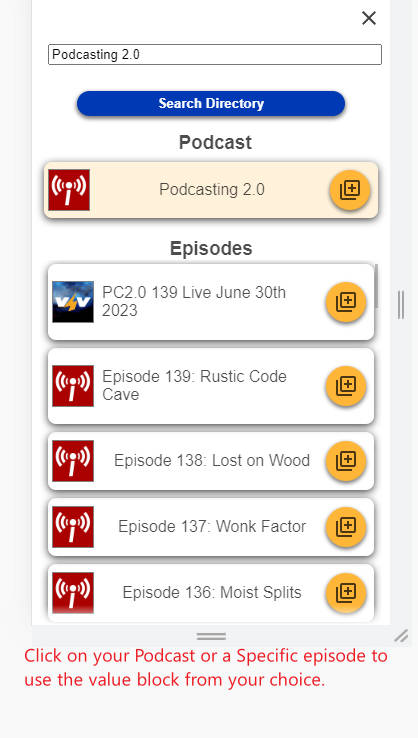 Podcasting 2.0
Search Directory
Podcast
Podcasting 2.0
Episodes
V4V
PC2.0 139 Live June 30th
2023
Episode 139: Rustic Code
Cave
Episode 138: Lost on Wood
Episode 137: Wonk Factor
Episode 136: Moist Splits
Click on your Podcast or a Specific episode to
use the value block from your choice.